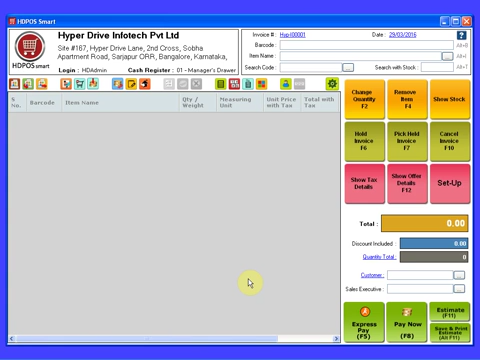 HDPOS Smart
HDPOS smart
Hyper Drive Infotech Pvt Ltd
Site #167, Hyper Drive Lane, 2nd Cross, Sobha
Apartment Road, Sarjapur ORR, Bangalore, Karnataka,
Login : HDAdmin
Cash Register : 01 - Manager's Drawer
Invoice # :
Date : 29/03/2016
Barcode :
Alt+B
Item Name :
Alt+I
Search Code :
Search with Stock :
Alt+T
S No.
Barcode
Item Name
Qty / Weight
Measuring Unit
Unit Price with Tax
Total with Tax
Change Quantity F2
Remove Item F4
Show Stock
Hold Invoice F6
Pick Held Invoice F7
Cancel Invoice F10
Show Tax Details
Show Offer Details F12
Set-Up
Total : 0.00
Discount Included : 0.00
Quantity Total : 0
Customer :
Sales Executive :
Express Pay (F5)
Pay Now (F8)
Estimate (F11)
Save & Print Estimate (Alt F11)